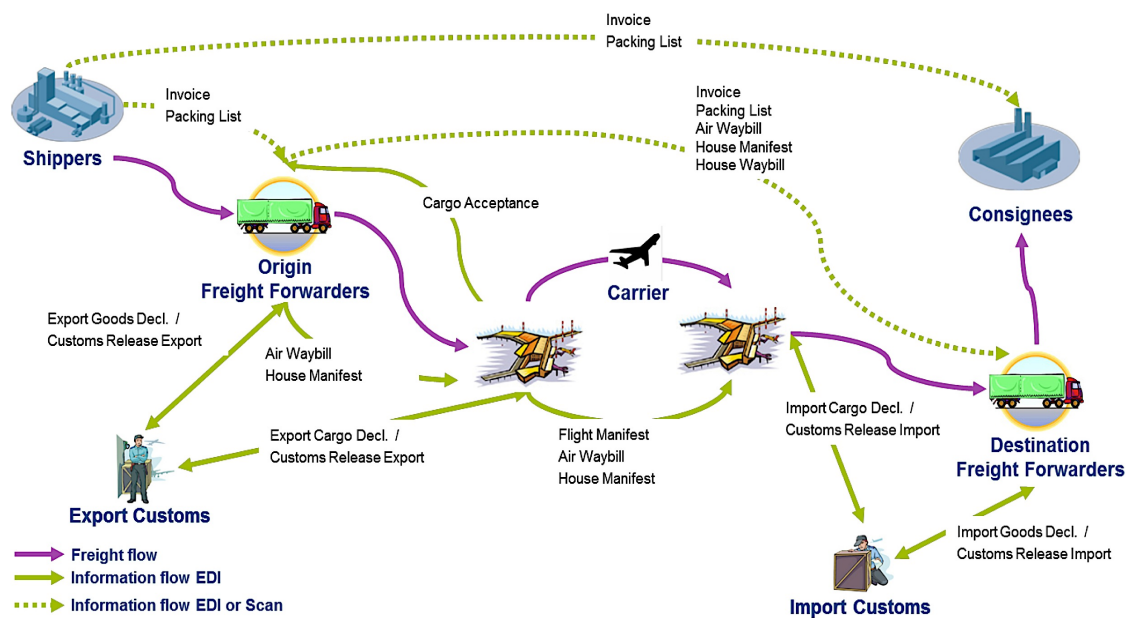 Invoice
Packing List
Invoice
Packing List
Invoice
Packing List
Air Waybill
House Manifest
House Waybill
Shippers
Cargo Acceptance
Consignees
Origin
Freight Forwarders
Carrier
Export Goods Decl. /
Customs Release Export
Air Waybill
House Manifest
Import Cargo Decl. /
Customs Release Import
Export Cargo Decl. /
Customs Release Export
Flight Manifest
Air Waybill
House Manifest
Destination
Freight Forwarders
Export Customs
Import Goods Decl. /
Customs Release Import
Import Customs
Freight flow
Information flow EDI
Information flow EDI or Scan